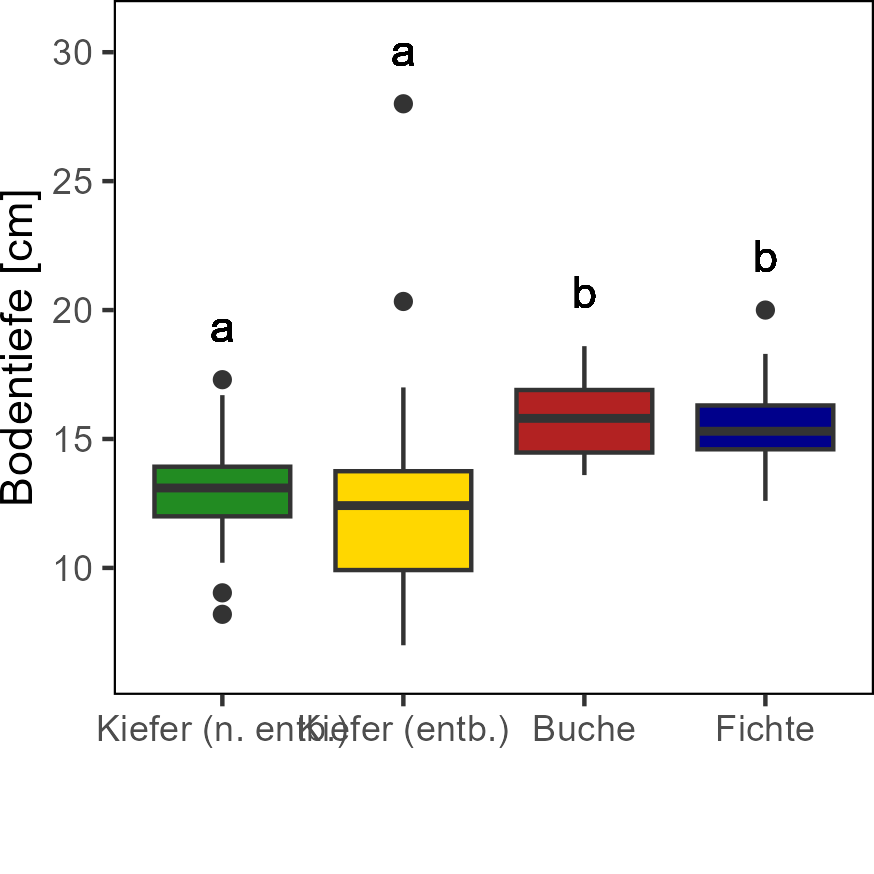 Bodentiefe [cm]
30
25
20
15
10
a
a
b
b
Kiefer (n. entb.)
Kiefer (entb.)
Buche
Fichte